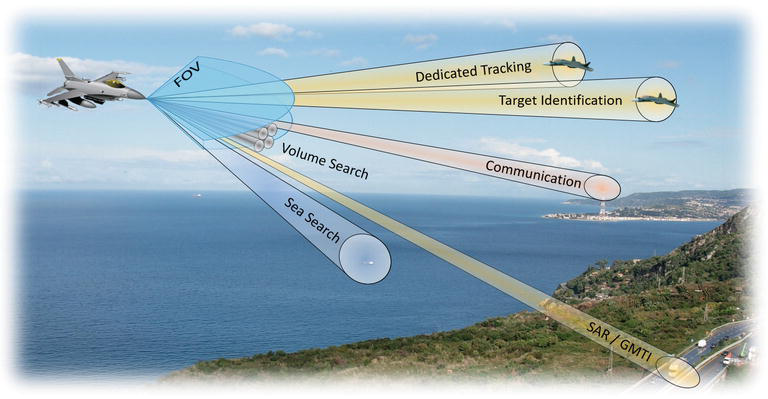 FOV
Dedicated Tracking
Target Identification
Volume Search
Communication
Sea Search
SAR / GMTI